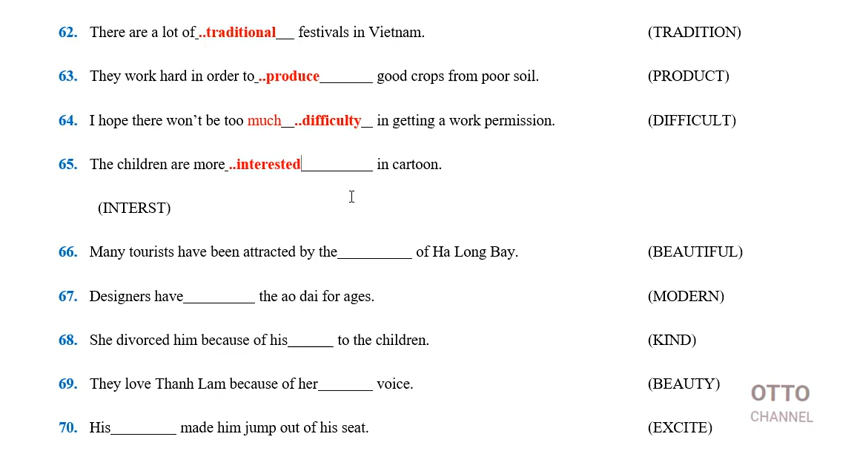 62. There are a lot of ..traditional__ festivals in Vietnam. (TRADITION)
63. They work hard in order to ..produce_______ good crops from poor soil. (PRODUCT)
64. I hope there won't be too much__..difficulty_ in getting a work permission. (DIFFICULT)
65. The children are more ..interested_________ in cartoon.
(INTERST)
66. Many tourists have been attracted by the__________ of Ha Long Bay. (BEAUTIFUL)
67. Designers have_________ the ao dai for ages. (MODERN)
68. She divorced him because of his______ to the children. (KIND)
69. They love Thanh Lam because of her_______ voice. (BEAUTY)
70. His_________ made him jump out of his seat. (EXCITE)
OTTO
CHANNEL